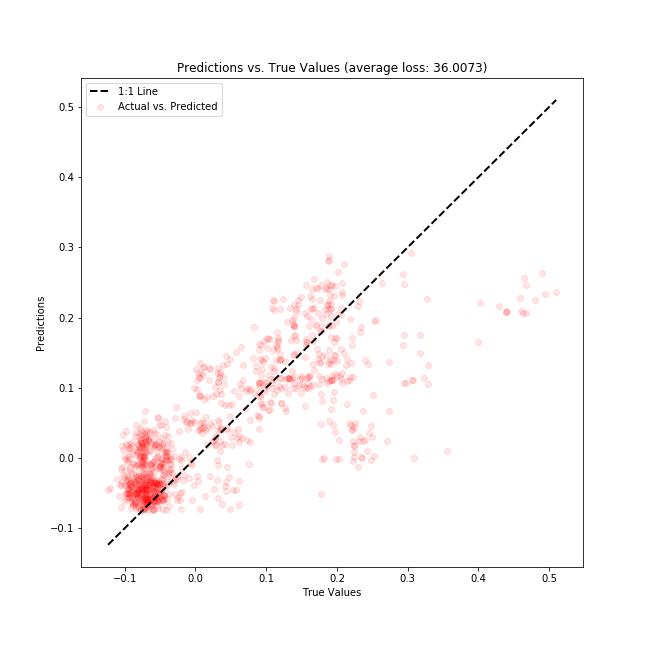 Predictions vs. True Values (average loss: 36.0073)
1:1 Line
Actual vs. Predicted
0.5
0.4
0.3
0.2
0.1
0.0
−0.1
Predictions
−0.1
0.0
0.1
0.2
0.3
0.4
0.5
True Values